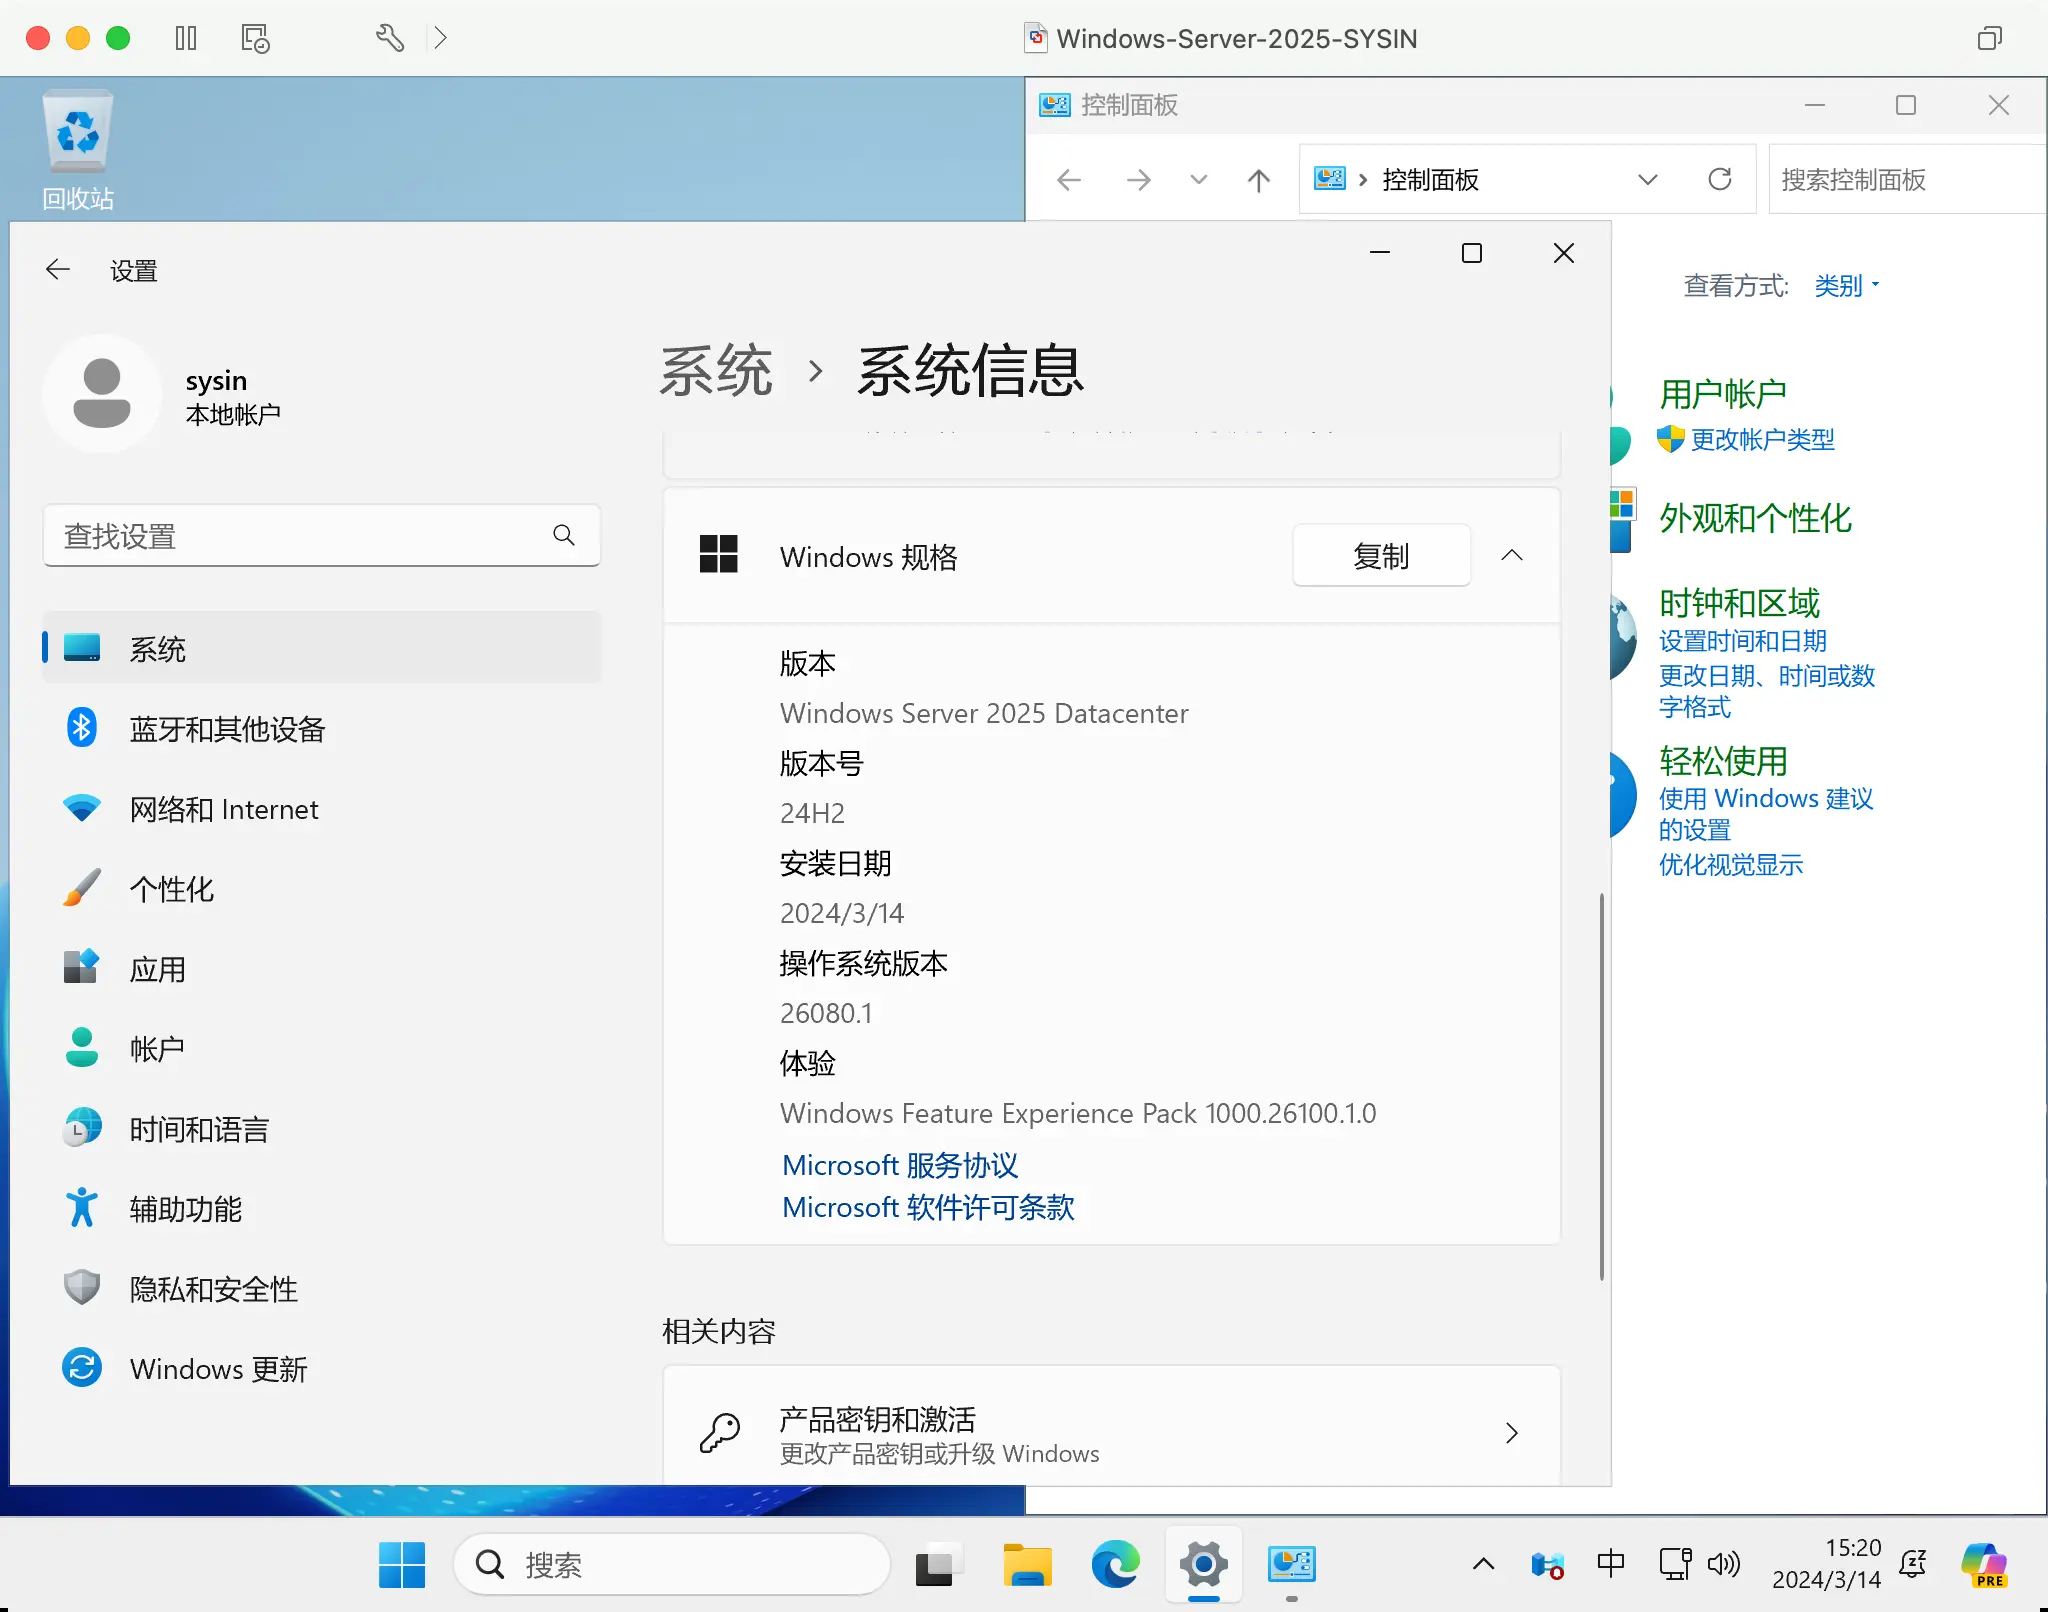 Windows-Server-2025-SYSIN
回收站
控制面板
控制面板
搜索控制面板
设置
查看方式:
类别
sysin
本地帐户
系统
系统信息
用户帐户
更改帐户类型
查找设置
Windows 规格
复制
外观和个性化
时钟和区域
设置时间和日期
更改日期、时间或数
字格式
系统
版本
Windows Server 2025 Datacenter
蓝牙和其他设备
版本号
轻松使用
使用 Windows 建议
的设置
优化视觉显示
网络和 Internet
24H2
个性化
安装日期
2024/3/14
应用
操作系统版本
26080.1
帐户
体验
Windows Feature Experience Pack 1000.26100.1.0
时间和语言
Microsoft 服务协议
Microsoft 软件许可条款
辅助功能
隐私和安全性
相关内容
Windows 更新
产品密钥和激活
更改产品密钥或升级 Windows
搜索
中
15:20
2024/3/14
PRE